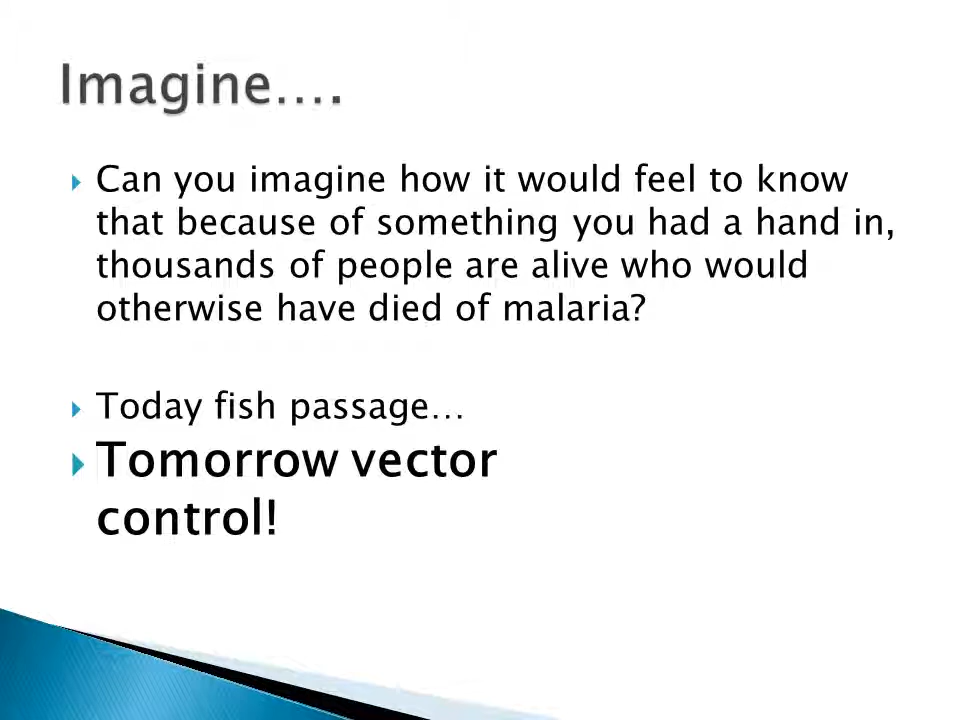 Imagine….
Can you imagine how it would feel to know
that because of something you had a hand in,
thousands of people are alive who would
otherwise have died of malaria?
Today fish passage…
Tomorrow vector
control!